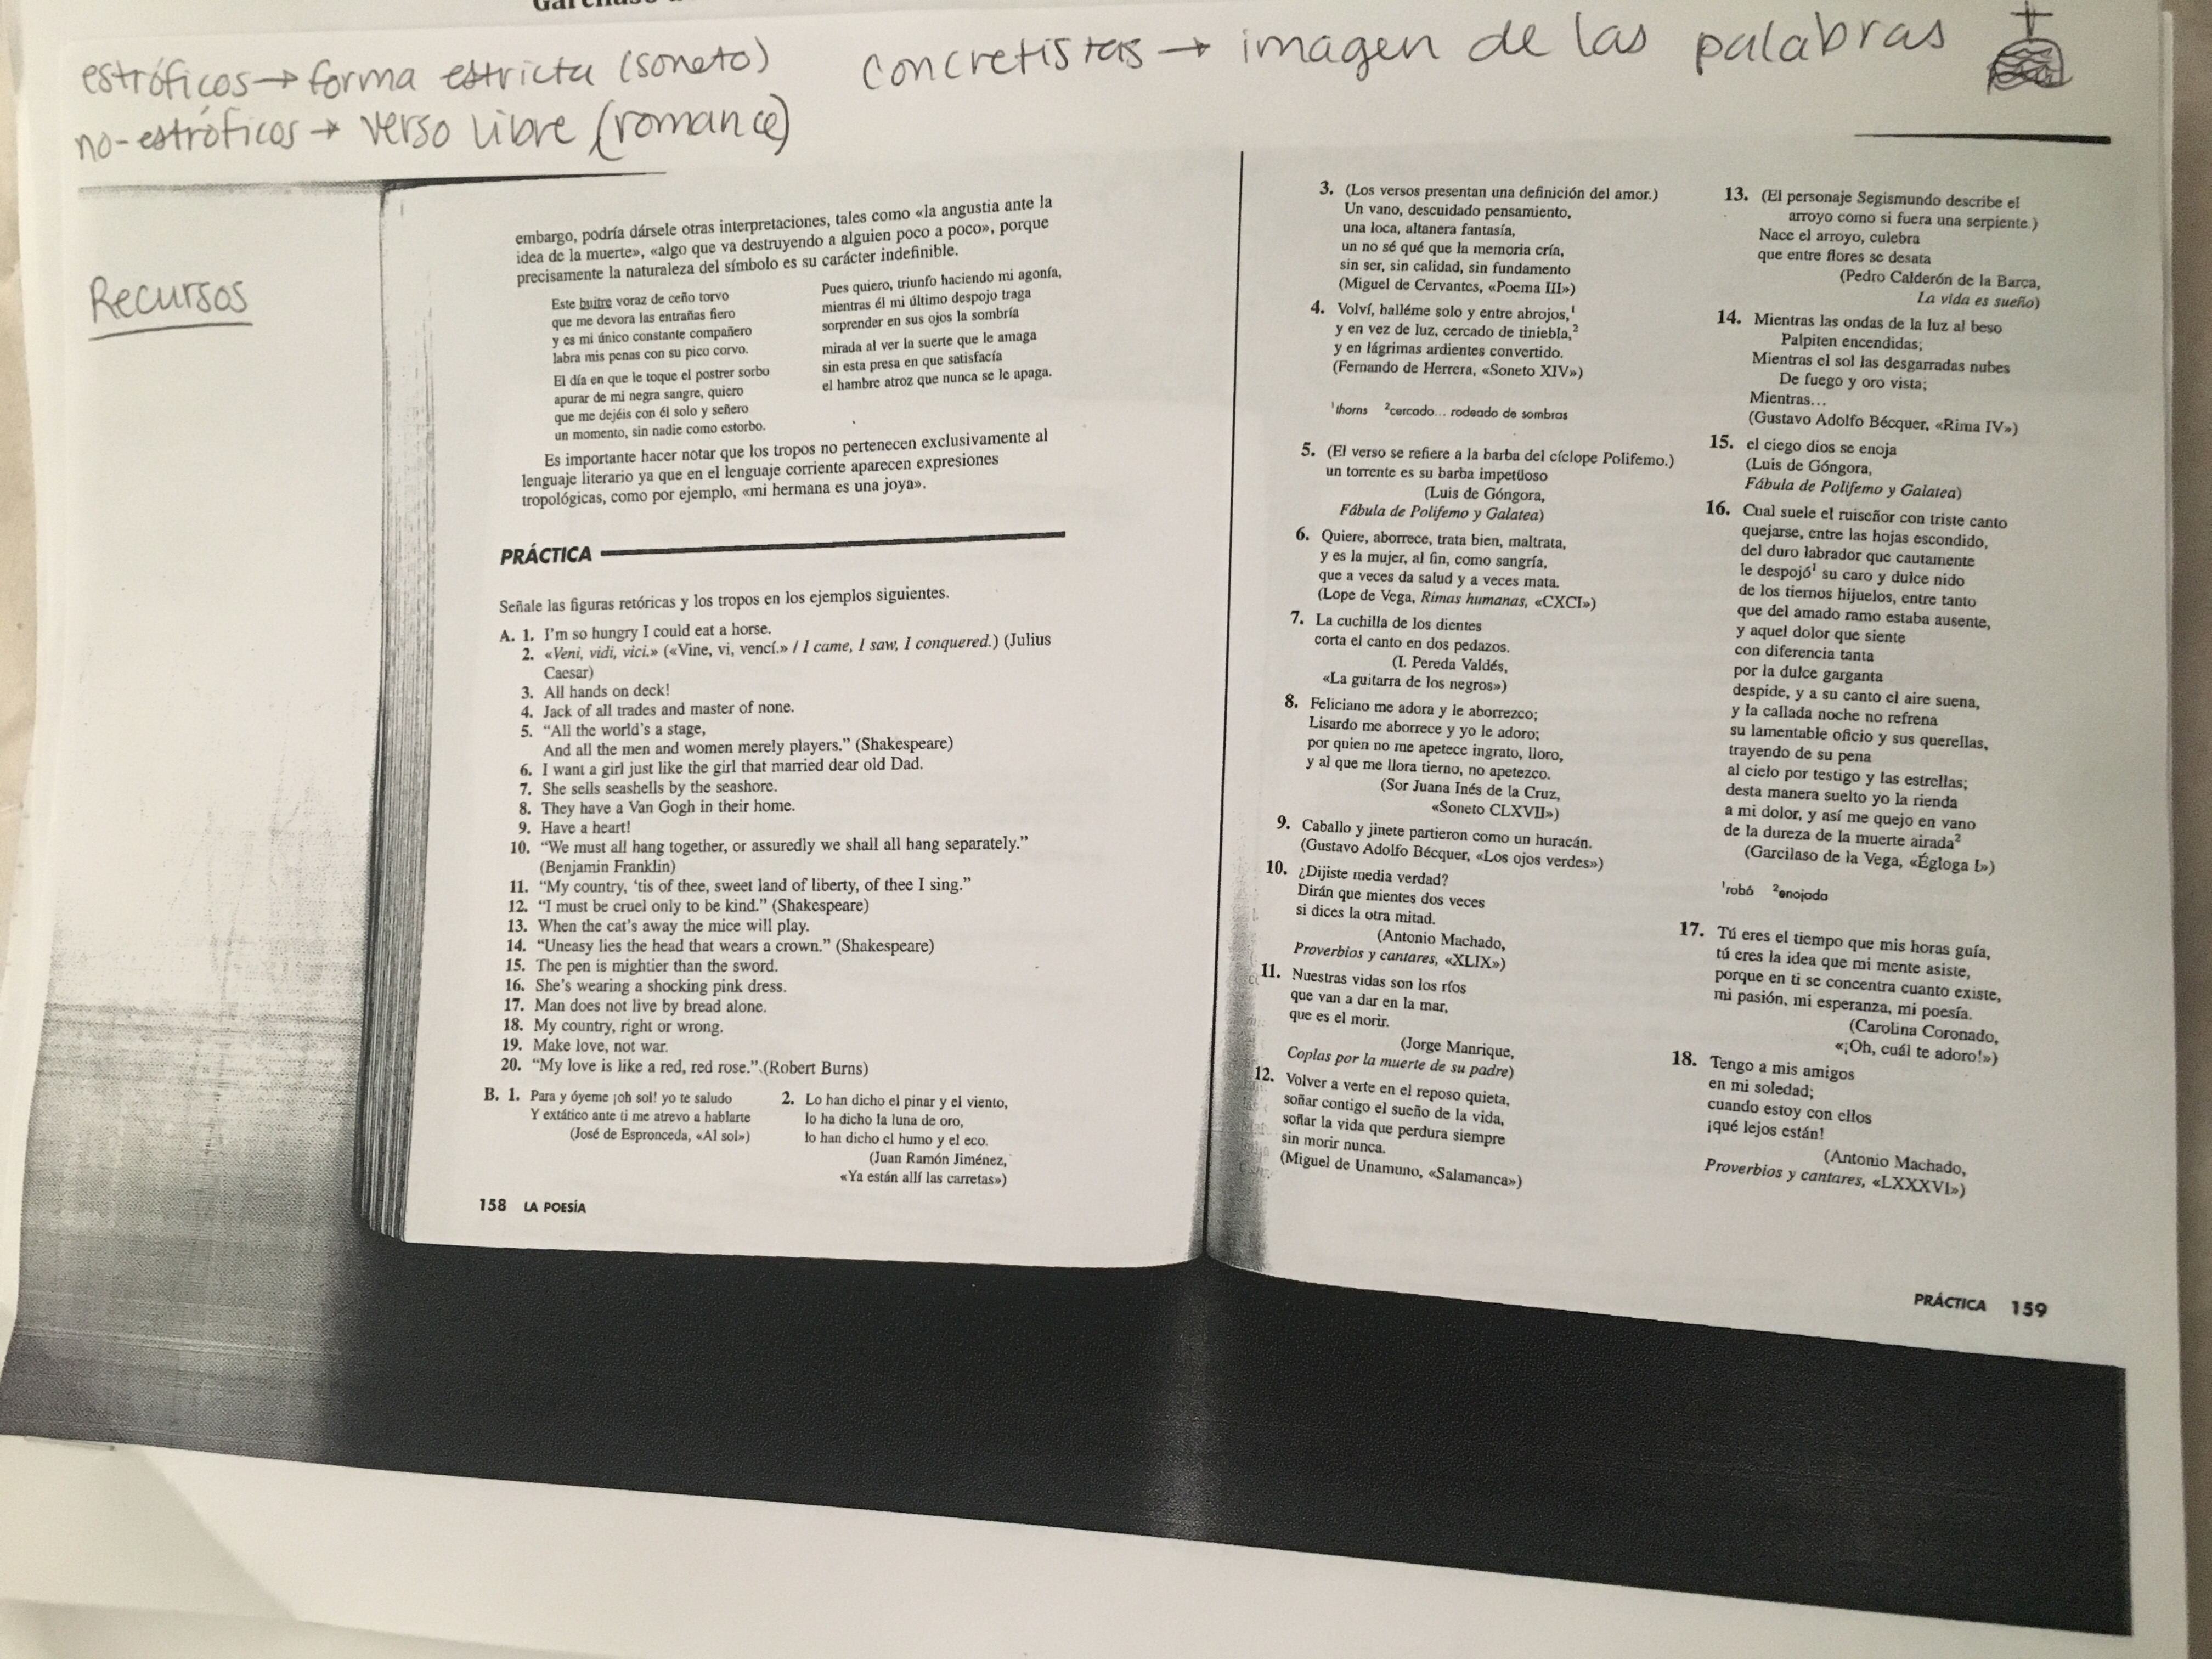 estróficos → forma estricta (soneto) concretistas → imagen de las palabras
no-estróficos → verso libre (romance)
Recursos
embargo, podría dársele otras interpretaciones, tales como «la angustia ante la
idea de la muerte», «algo que va destruyendo a alguien poco a poco», porque
precisamente la naturaleza del símbolo es su carácter indefinible.
Este buitre voraz de ceño torvo
que me devora las entrañas fiero
y es mi único constante compañero
labra mis penas con su pico corvo.
El día en que le toque el postrer sorbo
apurar de mi negra sangre, quiero
que me dejéis con él solo y señero
un momento, sin nadie como estorbo.
Pues quiero, triunfo haciendo mi agonía,
mientras él mi último despojo traga
sorprender en sus ojos la sombría
mirada al ver la suerte que le amaga
sin esta presa en que satisfacía
el hambre atroz que nunca se le apaga.
Es importante hacer notar que los tropos no pertenecen exclusivamente al
lenguaje literario ya que en el lenguaje corriente aparecen expresiones
tropológicas, como por ejemplo, «mi hermana es una joya».
PRÁCTICA
Señale las figuras retóricas y los tropos en los ejemplos siguientes.
A. 1. I'm so hungry I could eat a horse.
2. «Veni, vidi, vici.» («Vine, vi, vencí.» / I came, I saw, I conquered.) (Julius
Caesar)
3. All hands on deck!
4. Jack of all trades and master of none.
5. "All the world's a stage,
And all the men and women merely players." (Shakespeare)
6. I want a girl just like the girl that married dear old Dad.
7. She sells seashells by the seashore.
8. They have a Van Gogh in their home.
9. Have a heart!
10. "We must all hang together, or assuredly we shall all hang separately."
(Benjamin Franklin)
11. "My country, 'tis of thee, sweet land of liberty, of thee I sing."
12. "I must be cruel only to be kind." (Shakespeare)
13. When the cat's away the mice will play.
14. "Uneasy lies the head that wears a crown." (Shakespeare)
15. The pen is mightier than the sword.
16. She's wearing a shocking pink dress.
17. Man does not live by bread alone.
18. My country, right or wrong.
19. Make love, not war.
20. "My love is like a red, red rose." (Robert Burns)
B. 1. Para y óyeme ¡oh sol! yo te saludo
Y extático ante ti me atrevo a hablarte
(José de Espronceda, «Al sol»)
2. Lo han dicho el pinar y el viento,
lo ha dicho la luna de oro,
lo han dicho el humo y el eco.
(Juan Ramón Jiménez,
«Ya están allí las carretas»)
158 LA POESÍA
3. (Los versos presentan una definición del amor.)
Un vano, descuidado pensamiento,
una loca, altanera fantasía,
un no sé qué que la memoria cría,
sin ser, sin calidad, sin fundamento
(Miguel de Cervantes, «Poema III»)
4. Volví, halléme solo y entre abrojos,¹
y en vez de luz, cercado de tiniebla,²
y en lágrimas ardientes convertido.
(Fernando de Herrera, «Soneto XIV»)
¹thorns ²cercado... rodeado de sombras
5. (El verso se refiere a la barba del cíclope Polifemo.)
un torrente es su barba impetüoso
(Luis de Góngora,
Fábula de Polifemo y Galatea)
6. Quiere, aborrece, trata bien, maltrata,
y es la mujer, al fin, como sangría,
que a veces da salud y a veces mata.
(Lope de Vega, Rimas humanas, «CXCI»)
7. La cuchilla de los dientes
corta el canto en dos pedazos.
(I. Pereda Valdés,
«La guitarra de los negros»)
8. Feliciano me adora y le aborrezco;
Lisardo me aborrece y yo le adoro;
por quien no me apetece ingrato, lloro,
y al que me llora tierno, no apetezco.
(Sor Juana Inés de la Cruz,
«Soneto CLXVII»)
9. Caballo y jinete partieron como un huracán.
(Gustavo Adolfo Bécquer, «Los ojos verdes»)
10. ¿Dijiste media verdad?
Dirán que mientes dos veces
si dices la otra mitad.
(Antonio Machado,
Proverbios y cantares, «XLIX»)
11. Nuestras vidas son los ríos
que van a dar en la mar,
que es el morir.
(Jorge Manrique,
Coplas por la muerte de su padre)
12. Volver a verte en el reposo quieta,
soñar contigo el sueño de la vida,
soñar la vida que perdura siempre
sin morir nunca.
(Miguel de Unamuno, «Salamanca»)
13. (El personaje Segismundo describe el
arroyo como si fuera una serpiente.)
Nace el arroyo, culebra
que entre flores se desata
(Pedro Calderón de la Barca,
La vida es sueño)
14. Mientras las ondas de la luz al beso
Palpiten encendidas;
Mientras el sol las desgarradas nubes
De fuego y oro vista;
Mientras...
(Gustavo Adolfo Bécquer, «Rima IV»)
15. el ciego dios se enoja
(Luis de Góngora,
Fábula de Polifemo y Galatea)
16. Cual suele el ruiseñor con triste canto
quejarse, entre las hojas escondido,
del duro labrador que cautamente
le despojó¹ su caro y dulce nido
de los tiernos hijuelos, entre tanto
que del amado ramo estaba ausente,
y aquel dolor que siente
con diferencia tanta
por la dulce garganta
despide, y a su canto el aire suena,
y la callada noche no refrena
su lamentable oficio y sus querellas,
trayendo de su pena
al cielo por testigo y las estrellas;
desta manera suelto yo la rienda
a mi dolor, y así me quejo en vano
de la dureza de la muerte airada²
(Garcilaso de la Vega, «Égloga I»)
¹robó ²enojada
17. Tú eres el tiempo que mis horas guía,
tú eres la idea que mi mente asiste,
porque en ti se concentra cuanto existe,
mi pasión, mi esperanza, mi poesía.
(Carolina Coronado,
«¡Oh, cuál te adoro!»)
18. Tengo a mis amigos
en mi soledad;
cuando estoy con ellos
¡qué lejos están!
(Antonio Machado,
Proverbios y cantares, «LXXXVI»)
PRÁCTICA 159